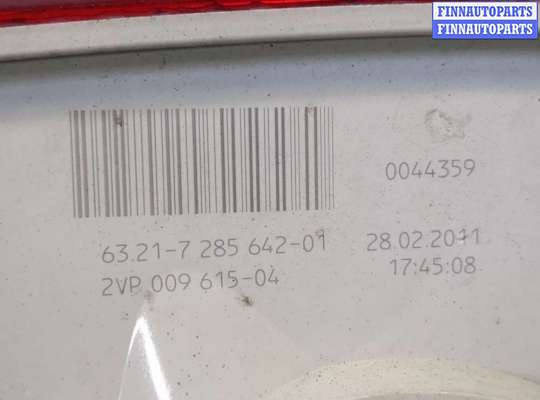 FINNAUTOPARTS
FINNAUTOPARTS
0044359
63.21-7 285 642-01 28.02.2011
2VP 009 615-04 17:45:08